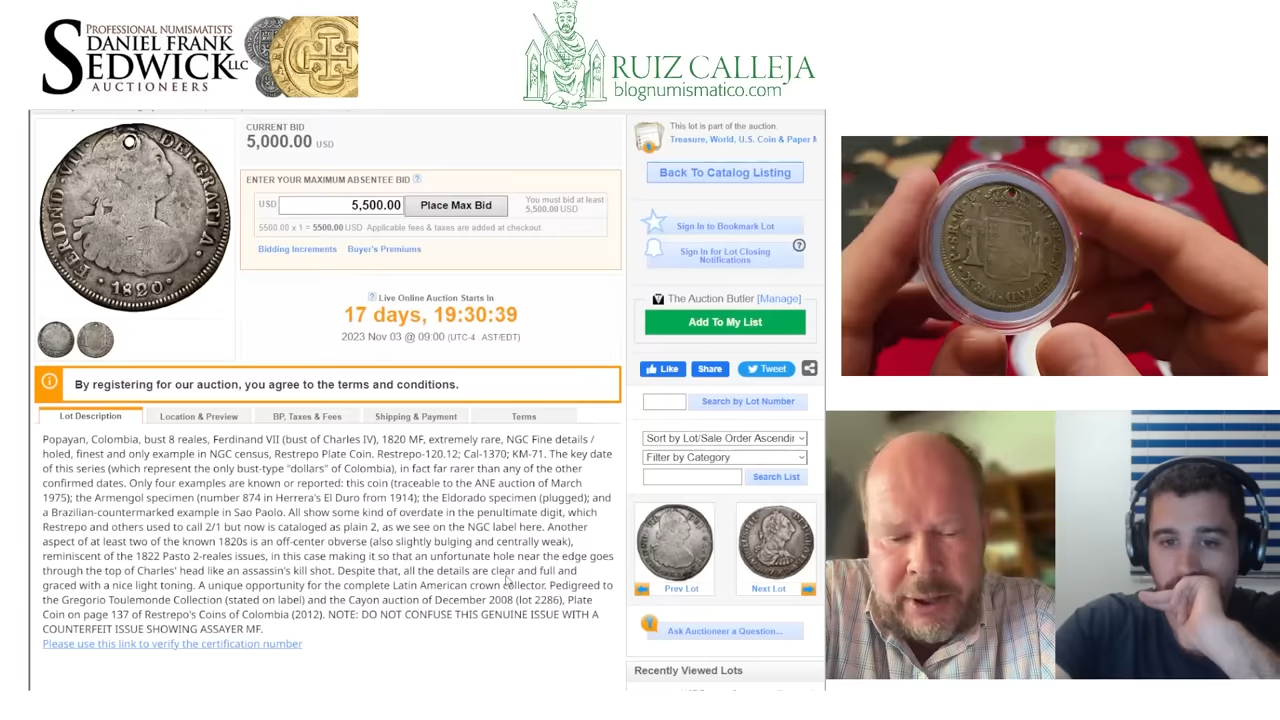 PROFESSIONAL NUMISMATISTS
DANIEL FRANK
SEDWICK LLC
AUCTIONEERS
RUIZ CALLEJA
blognumismatico.com
FERDND VII DEI GRATIA
1820
CURRENT BID
5,000.00 USD
ENTER YOUR MAXIMUM ABSENTEE BID ?
USD 5,500.00 Place Max Bid
You must bid at least
5,500.00 USD
5500.00 x 1 = 5500.00 USD Applicable fees & taxes are added at checkout.
Bidding Increments Buyer's Premiums
? Live Online Auction Starts in
17 days, 19:30:39
2023 Nov 03 @ 09:00 (UTC-4 AST/EDT)
By registering for our auction, you agree to the terms and conditions.
Lot Description Location & Preview BP, Taxes & Fees Shipping & Payment Terms
Popayan, Colombia, bust 8 reales, Ferdinand VII (bust of Charles IV), 1820 MF, extremely rare, NGC Fine details /
holed, finest and only example in NGC census, Restrepo Plate Coin. Restrepo-120.12; Cal-1370; KM-71. The key date
of this series (which represent the only bust-type "dollars" of Colombia), in fact far rarer than any of the other
confirmed dates. Only four examples are known or reported: this coin (traceable to the ANE auction of March
1975); the Armengol specimen (number 874 in Herrera's El Duro from 1914); the Eldorado specimen (plugged); and
a Brazilian-countermarked example in Sao Paolo. All show some kind of overdate in the penultimate digit, which
Restrepo and others used to call 2/1 but now is cataloged as plain 2, as we see on the NGC label here. Another
aspect of at least two of the known 1820s is an off-center obverse (also slightly bulging and centrally weak),
reminiscent of the 1822 Pasto 2-reales issues, in this case making it so that an unfortunate hole near the edge goes
through the top of Charles' head like an assassin's kill shot. Despite that, all the details are clear and full and
graced with a nice light toning. A unique opportunity for the complete Latin American crown collector. Pedigreed to
the Gregorio Toulemonde Collection (stated on label) and the Cayon auction of December 2008 (lot 2286), Plate
Coin on page 137 of Restrepo's Coins of Colombia (2012). NOTE: DO NOT CONFUSE THIS GENUINE ISSUE WITH A
COUNTERFEIT ISSUE SHOWING ASSAYER MF.
Please use this link to verify the certification number
This lot is part of the auction.
Treasure, World, U.S. Coin & Paper
Back To Catalog Listing
Sign In to Bookmark Lot
Sign In for Lot Closing
Notifications
?
The Auction Butler [Manage]
Add To My List
Like Share Tweet
Search by Lot Number
Sort by Lot/Sale Order Ascendin
Filter by Category
Search List
Prev Lot Next Lot
Ask Auctioneer a Question...
Recently Viewed Lots